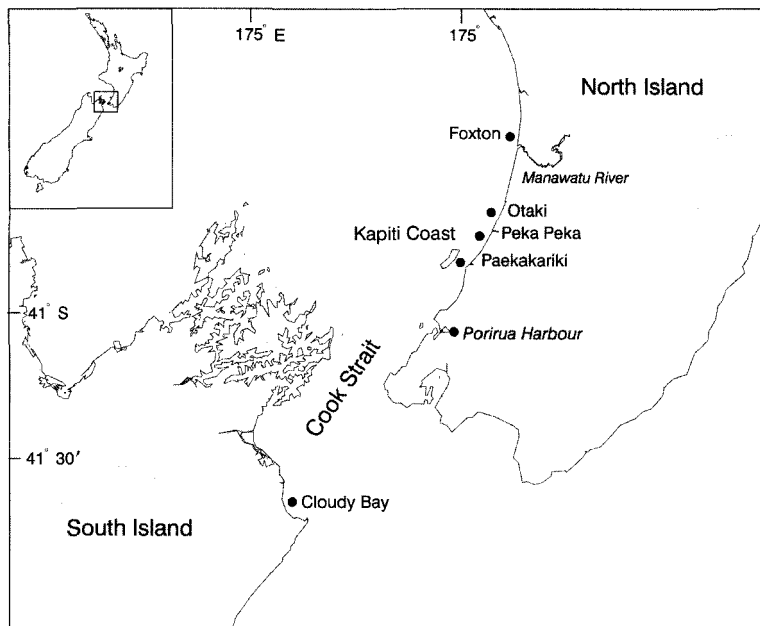 175° E
175°
North Island
Foxton
Manawatu River
Otaki
Kapiti Coast
Peka Peka
Paekakariki
41° S
Porirua Harbour
Cook Strait
41° 30′
Cloudy Bay
South Island